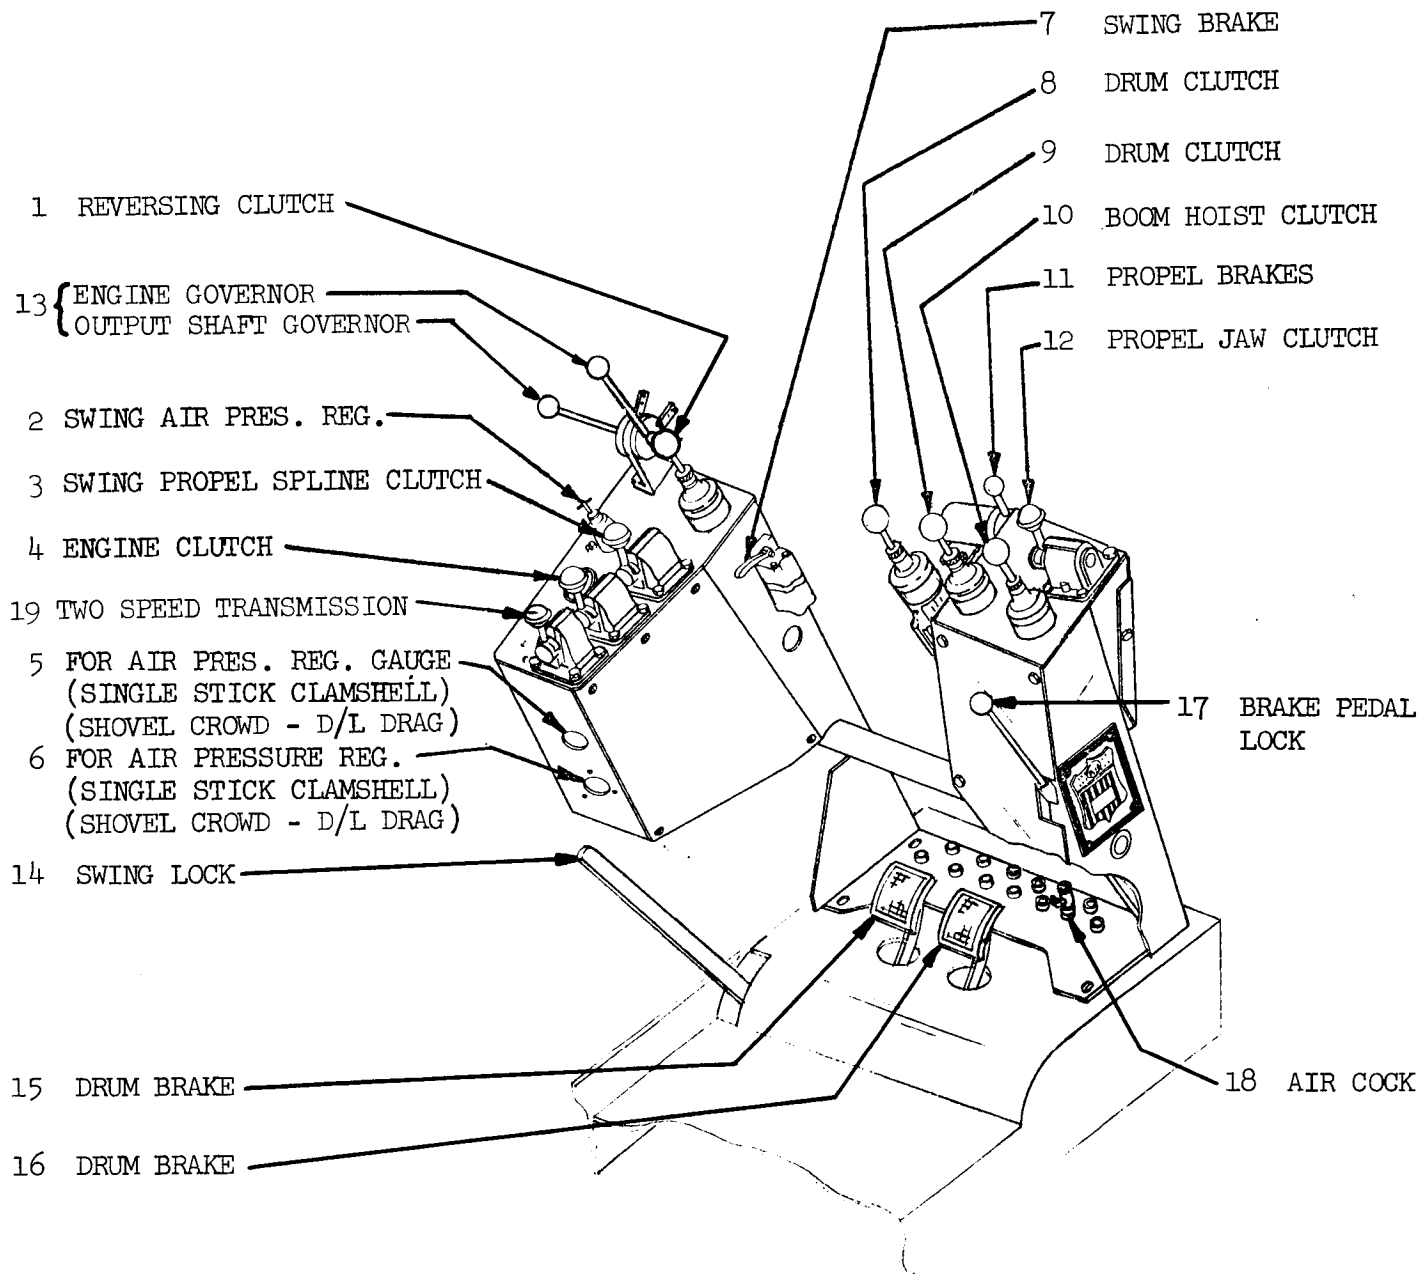 7 SWING BRAKE
8 DRUM CLUTCH
9 DRUM CLUTCH
10 BOOM HOIST CLUTCH
11 PROPEL BRAKES
12 PROPEL JAW CLUTCH
1 REVERSING CLUTCH
13 { ENGINE GOVERNOR
OUTPUT SHAFT GOVERNOR
2 SWING AIR PRES. REG.
3 SWING PROPEL SPLINE CLUTCH
4 ENGINE CLUTCH
19 TWO SPEED TRANSMISSION
5 FOR AIR PRES. REG. GAUGE
(SINGLE STICK CLAMSHELL)
(SHOVEL CROWD - D/L DRAG)
6 FOR AIR PRESSURE REG.
(SINGLE STICK CLAMSHELL)
(SHOVEL CROWD - D/L DRAG)
14 SWING LOCK
15 DRUM BRAKE
16 DRUM BRAKE
17 BRAKE PEDAL
LOCK
18 AIR COCK